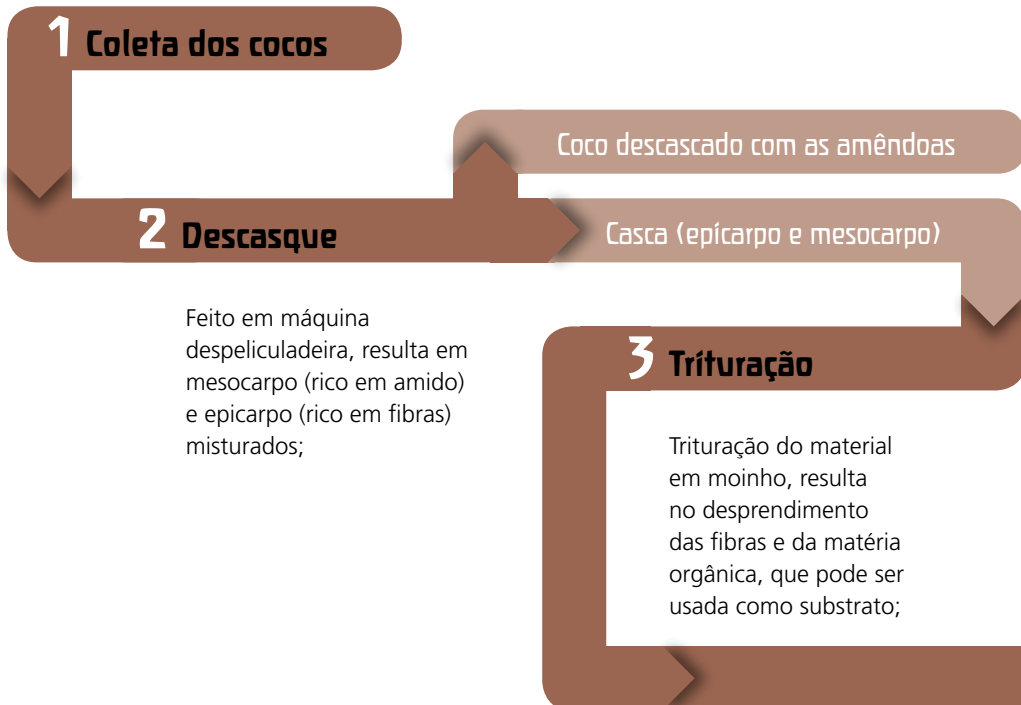 1 Coleta dos cocos
Coco descascado com as amêndoas
2 Descasque
Casca (epícarpo e mesocarpo)
Feito em máquina
despeliculadeira, resulta em
mesocarpo (rico em amido)
e epicarpo (rico em fibras)
misturados;
3 Trituração
Trituração do material
em moinho, resulta
no desprendimento
das fibras e da matéria
orgânica, que pode ser
usada como substrato;